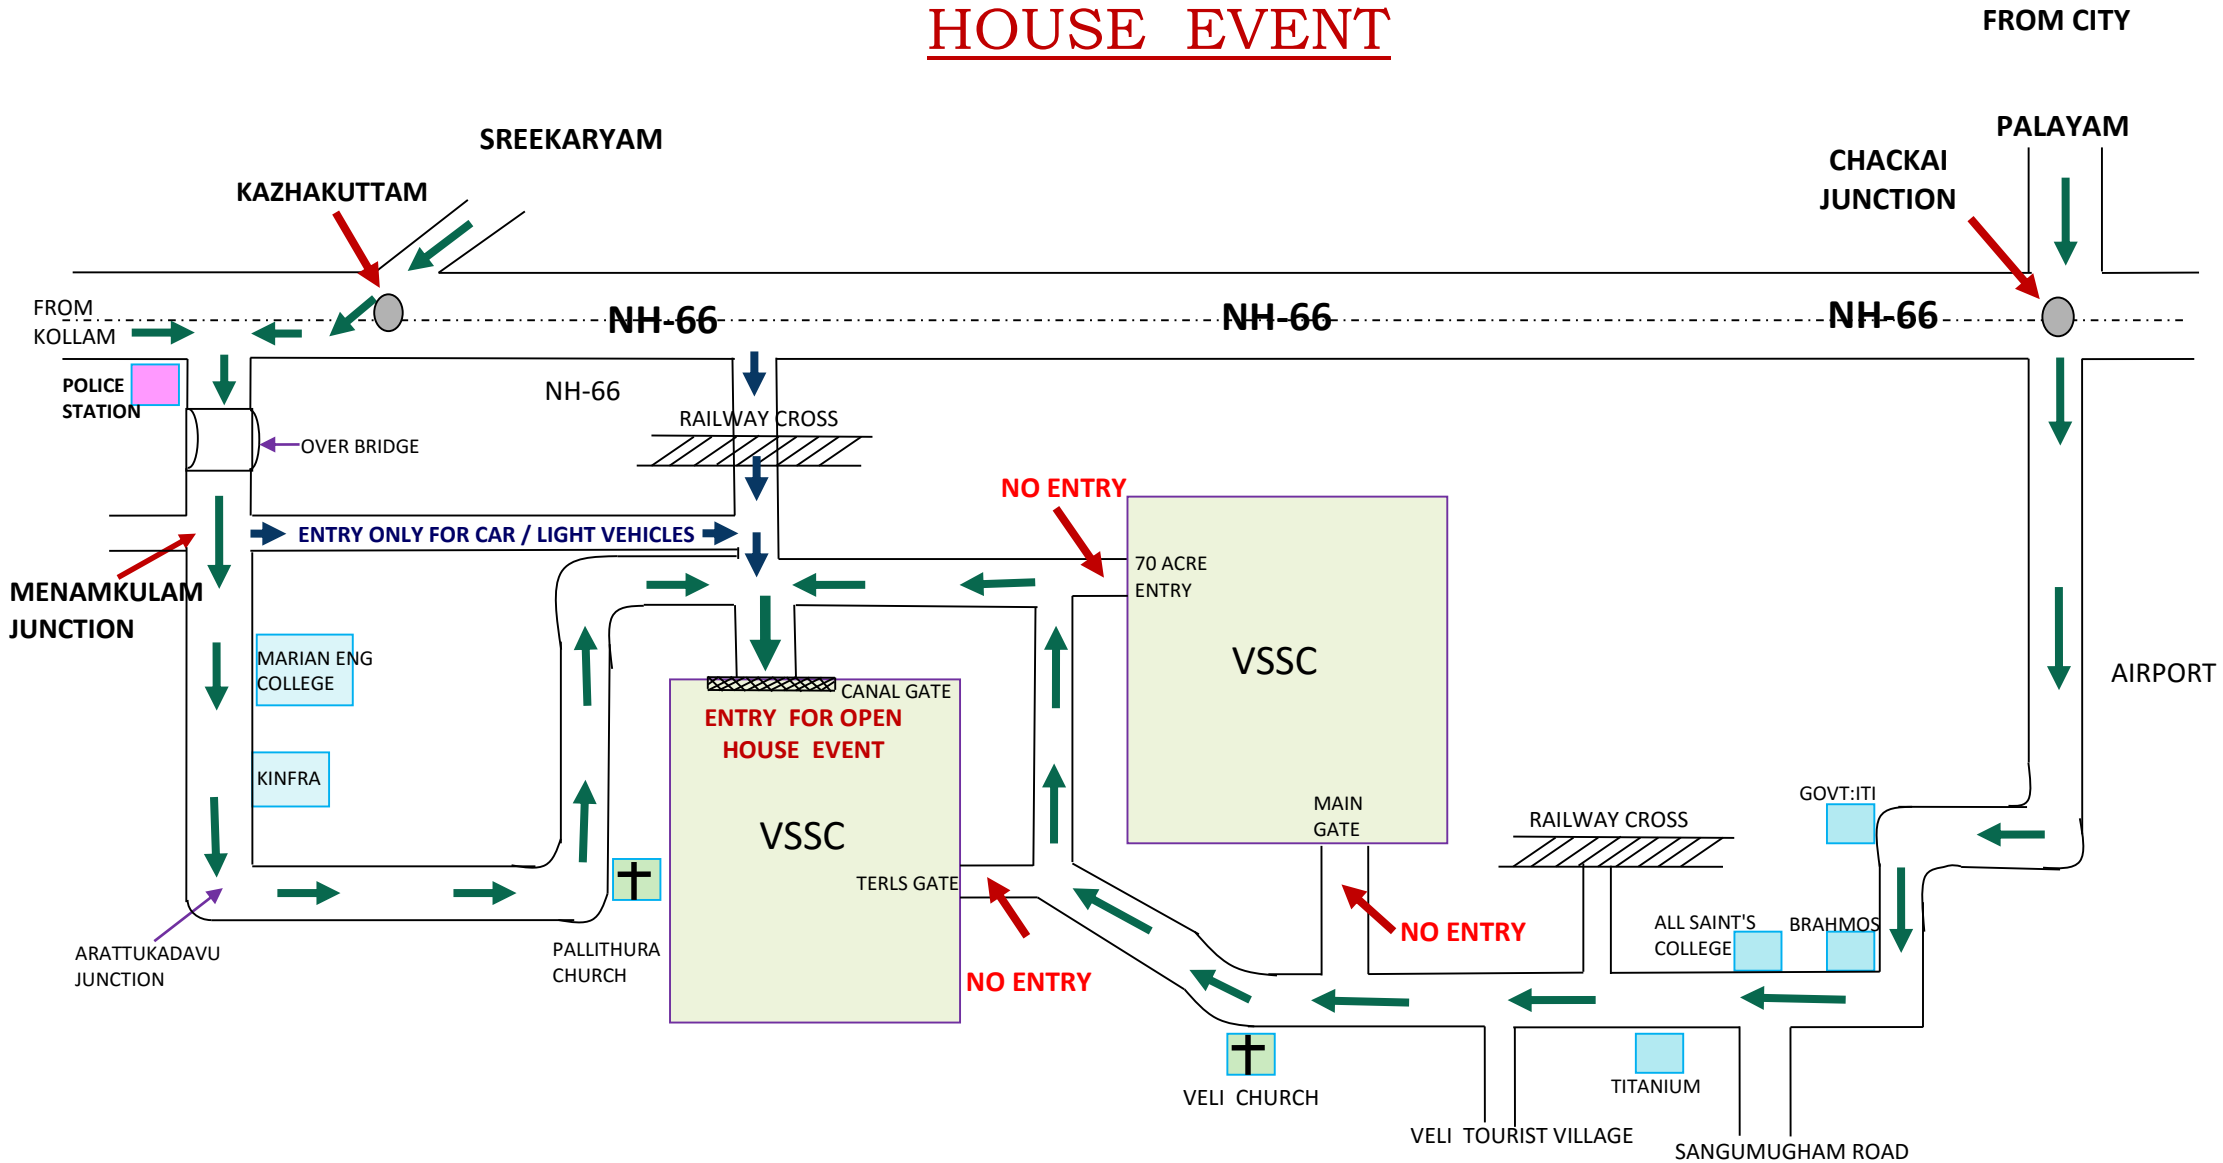 HOUSE EVENT
FROM CITY
PALAYAM
SREEKARYAM
CHACKAI
JUNCTION
KAZHAKUTTAM
FROM
KOLLAM
NH-66
NH-66
NH-66
POLICE
STATION
NH-66
RAILWAY CROSS
OVER BRIDGE
NO ENTRY
ENTRY ONLY FOR CAR / LIGHT VEHICLES
70 ACRE
ENTRY
MENAMKULAM
JUNCTION
MARIAN ENG
COLLEGE
VSSC
AIRPORT
CANAL GATE
ENTRY FOR OPEN
HOUSE EVENT
KINFRA
MAIN
GATE
GOVT:ITI
RAILWAY CROSS
VSSC
TERLS GATE
ALL SAINT'S
COLLEGE
BRAHMOS
NO ENTRY
ARATTUKADAVU
JUNCTION
PALLITHURA
CHURCH
NO ENTRY
VELI CHURCH
TITANIUM
VELI TOURIST VILLAGE
SANGUMUGHAM ROAD